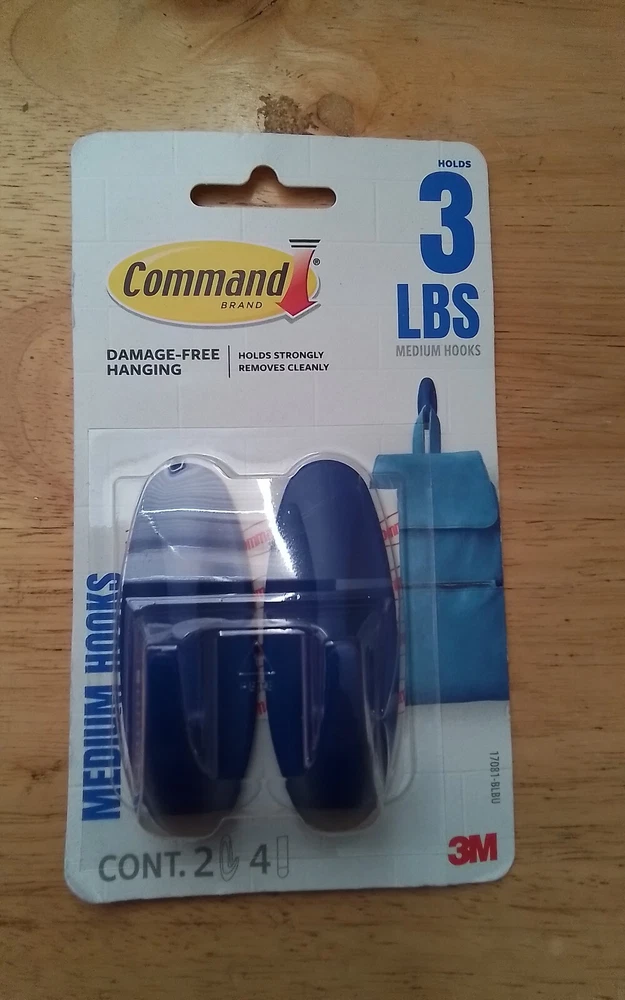 HOLDS
3
LBS
MEDIUM HOOKS
Command®
BRAND
DAMAGE-FREE
HANGING
HOLDS STRONGLY
REMOVES CLEANLY
MEDIUM HOOKS
17081-BLBU
CONT. 2 4
3M